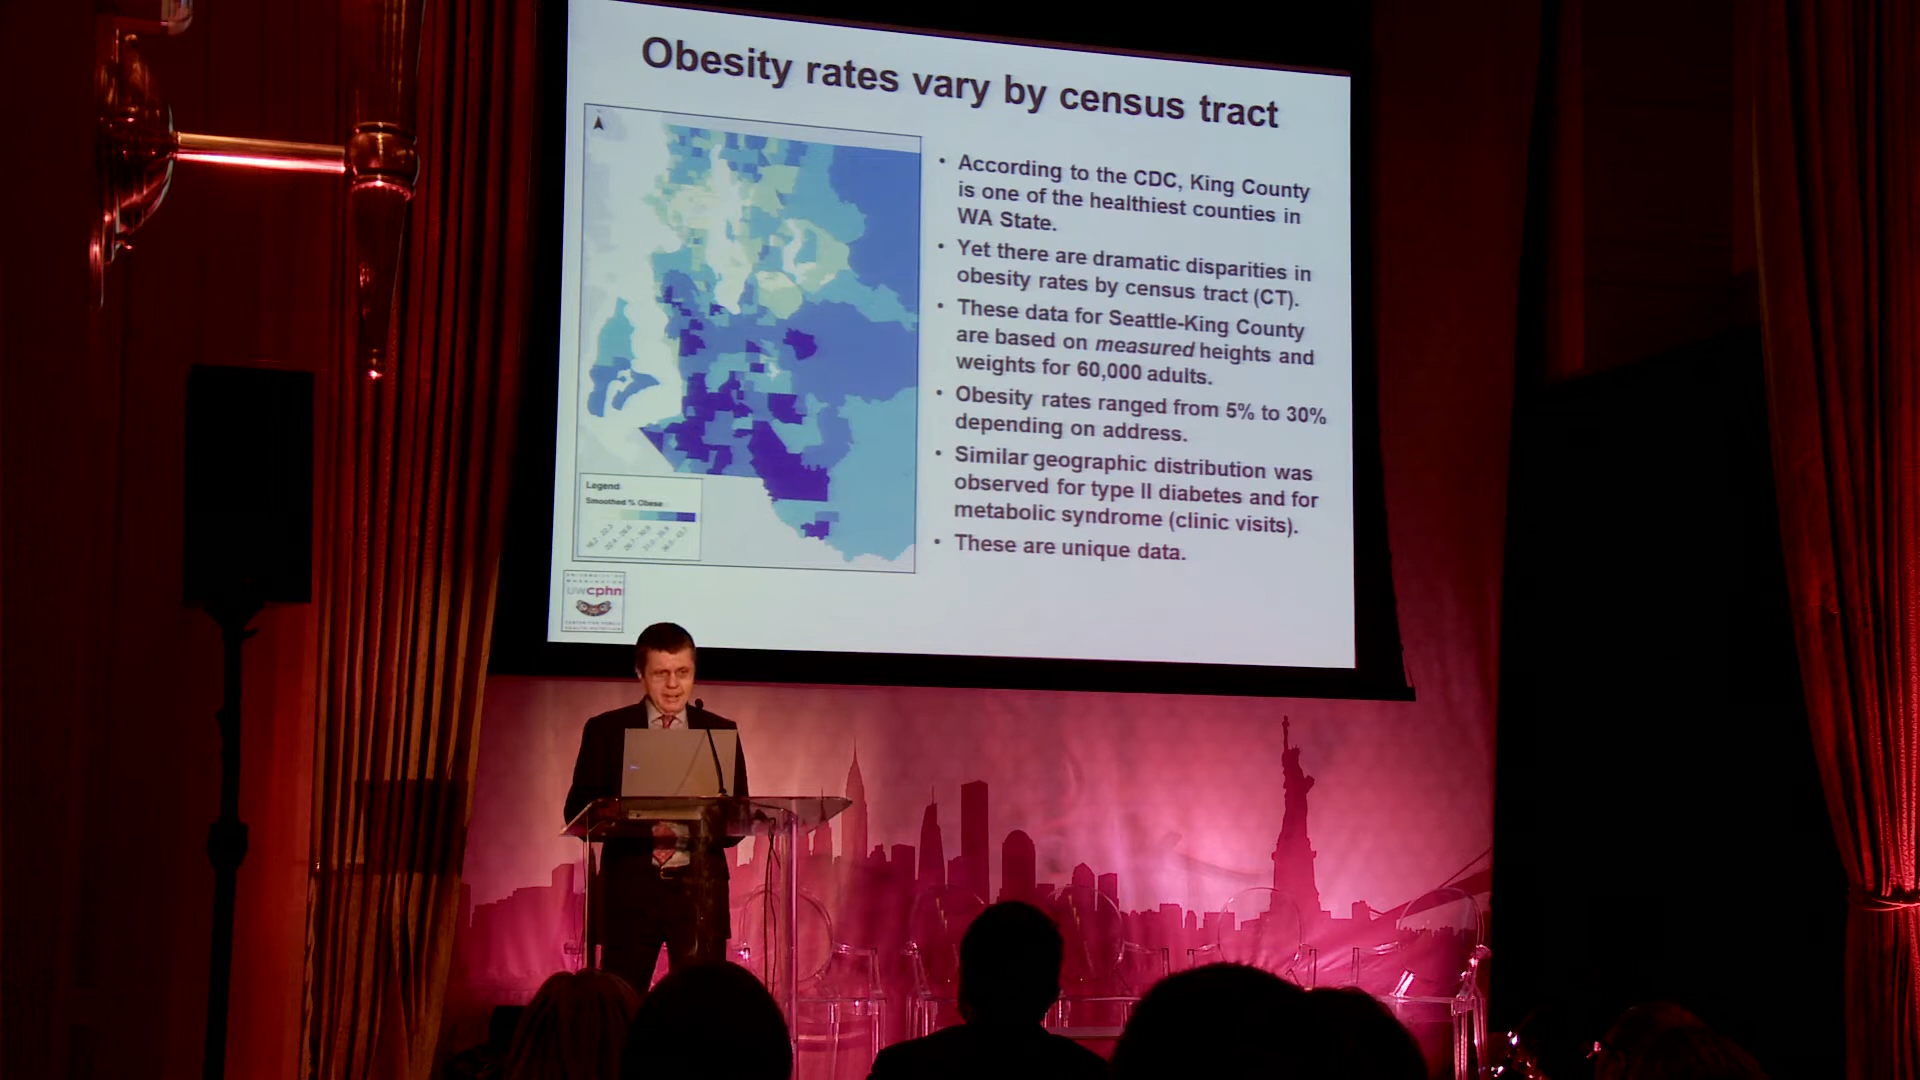 Obesity rates vary by census tract
• According to the CDC, King County
is one of the healthiest counties in
WA State.
• Yet there are dramatic disparities in
obesity rates by census tract (CT).
• These data for Seattle-King County
are based on measured heights and
weights for 60,000 adults.
• Obesity rates ranged from 5% to 30%
depending on address.
• Similar geographic distribution was
observed for type II diabetes and for
metabolic syndrome (clinic visits).
• These are unique data.
Legend
Smoothed % Obese
uwcphn